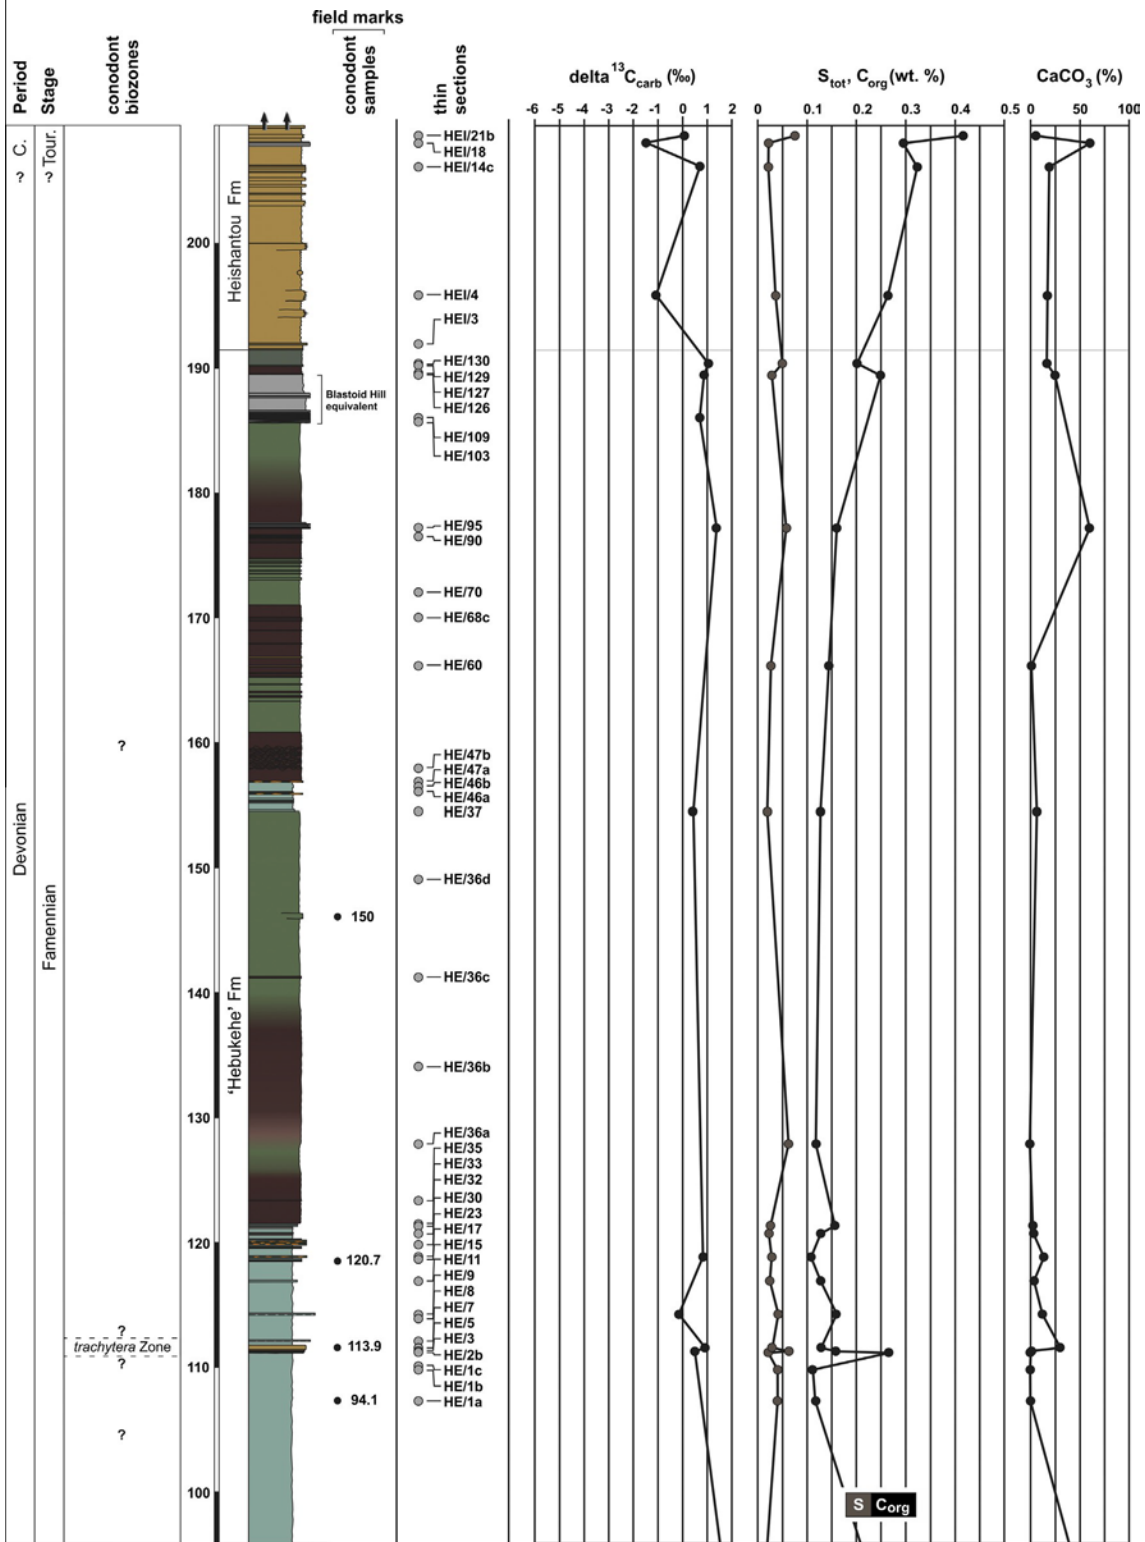 field marks
Period
Stage
conodont
biozones
conodont
samples
thin
sections
delta 13Ccarb (‰)
Stot, Corg (wt. %)
CaCO3 (%)
-6 -5 -4 -3 -2 -1 0 1 2
0 0.1 0.2 0.3 0.4 0.5
0 50 100
C.
?
Tour.
?
Devonian
Famennian
Heishantou Fm
'Hebukehe' Fm
?
?
trachytera Zone
?
?
200
190
180
170
160
150
140
130
120
110
100
Blastoid Hill
equivalent
150
120.7
113.9
94.1
HEI/21b
HEI/18
HEI/14c
HEI/4
HEI/3
HE/130
HE/129
HE/127
HE/126
HE/109
HE/103
HE/95
HE/90
HE/70
HE/68c
HE/60
HE/47b
HE/47a
HE/46b
HE/46a
HE/37
HE/36d
HE/36c
HE/36b
HE/36a
HE/35
HE/33
HE/32
HE/30
HE/23
HE/17
HE/15
HE/11
HE/9
HE/8
HE/7
HE/5
HE/3
HE/2b
HE/1c
HE/1b
HE/1a
S Corg